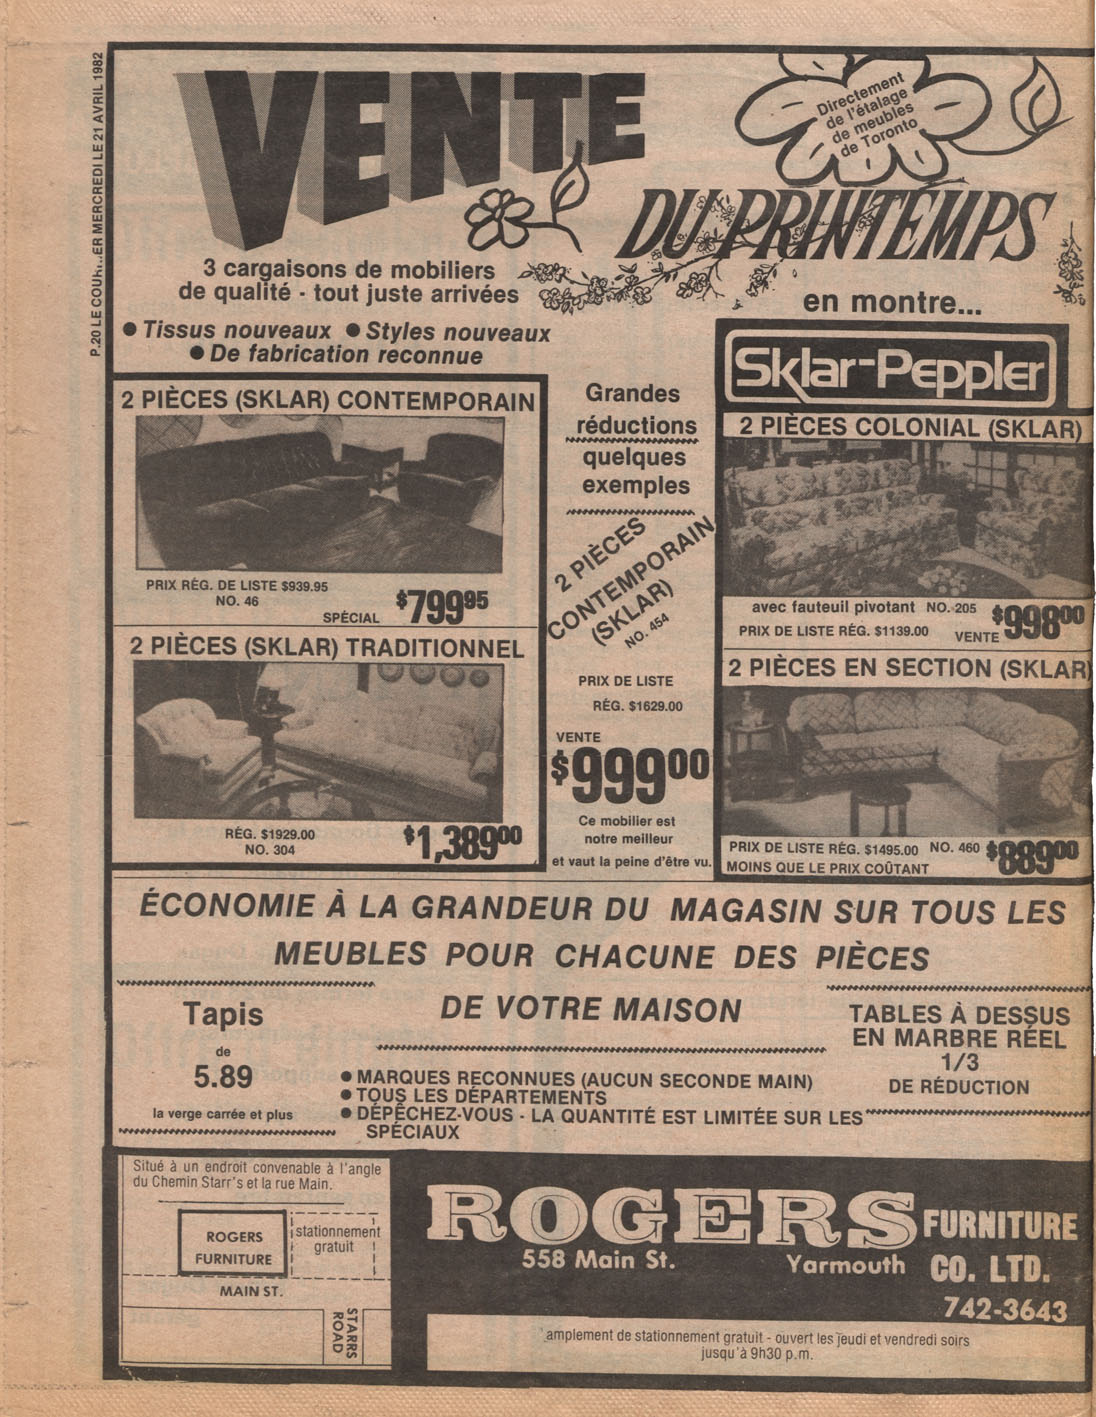 P.20 LE COUR...ER MERCREDI LE 21 AVRIL 1982
VENTE
DU PRINTEMPS
Directement
de l'étalage
de meubles
de Toronto
3 cargaisons de mobiliers
de qualité - tout juste arrivées
● Tissus nouveaux ● Styles nouveaux
● De fabrication reconnue
en montre...
Sklar-Peppler
2 PIÈCES (SKLAR) CONTEMPORAIN
PRIX RÉG. DE LISTE $939.95
NO. 46
SPÉCIAL $79995
2 PIÈCES (SKLAR) TRADITIONNEL
RÉG. $1929.00
NO. 304
$1,38900
Grandes
réductions
quelques
exemples
2 PIÈCES
CONTEMPORAIN
(SKLAR)
NO. 454
PRIX DE LISTE
RÉG. $1629.00
VENTE
$99900
Ce mobilier est
notre meilleur
et vaut la peine d'être vu.
2 PIÈCES COLONIAL (SKLAR)
avec fauteuil pivotant NO. 205
PRIX DE LISTE RÉG. $1139.00 VENTE $99800
2 PIÈCES EN SECTION (SKLAR)
PRIX DE LISTE RÉG. $1495.00 NO. 460 $88900
MOINS QUE LE PRIX COÛTANT
ÉCONOMIE À LA GRANDEUR DU MAGASIN SUR TOUS LES
MEUBLES POUR CHACUNE DES PIÈCES
DE VOTRE MAISON
Tapis
de
5.89
la verge carrée et plus
● MARQUES RECONNUES (AUCUN SECONDE MAIN)
● TOUS LES DÉPARTEMENTS
● DÉPÊCHEZ-VOUS - LA QUANTITÉ EST LIMITÉE SUR LES
SPÉCIAUX
TABLES À DESSUS
EN MARBRE RÉEL
1/3
DE RÉDUCTION
Situé à un endroit convenable à l'angle
du Chemin Starr's et la rue Main.
ROGERS
FURNITURE
stationnement
gratuit
MAIN ST.
STARRS
ROAD
ROGERS FURNITURE
CO. LTD.
558 Main St. Yarmouth
742-3643
amplement de stationnement gratuit - ouvert les jeudi et vendredi soirs
jusqu'à 9h30 p.m.